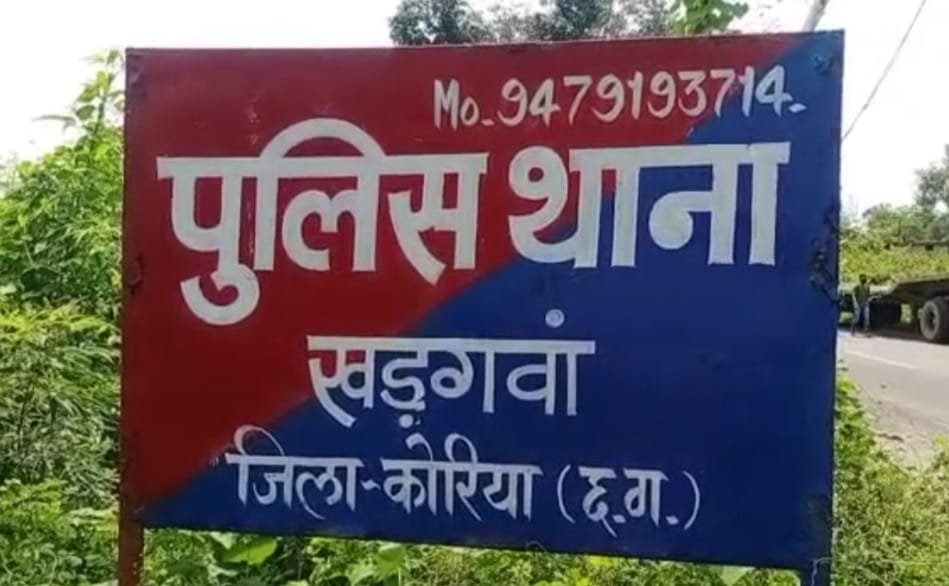 Mo.9479193714.
पुलिस थाना
खड़गवां
जिला-कोरिया (छ.ग.)